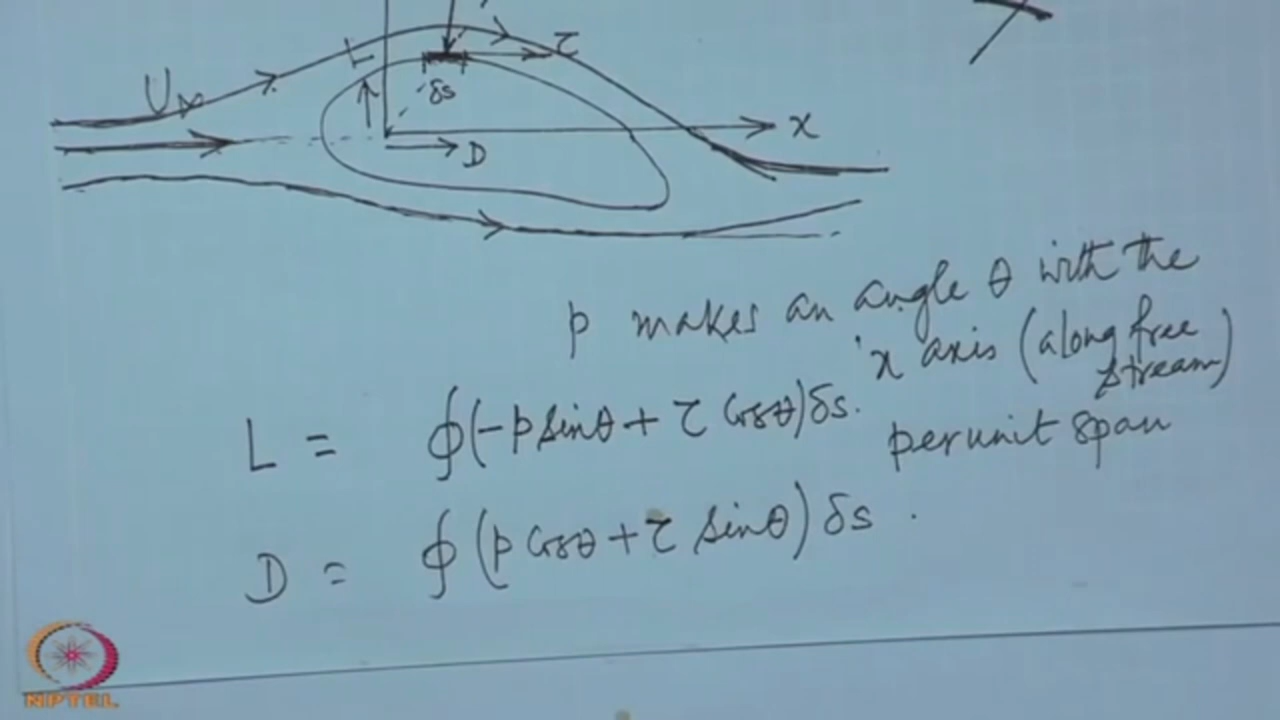 L
τ
U∞
δs
x
D
p makes an angle θ with the
x axis (along free
stream)
L = ∮(-p sinθ + τ cosθ)δs.
per unit span
D = ∮(p cosθ + τ sinθ)δs.
NPTEL